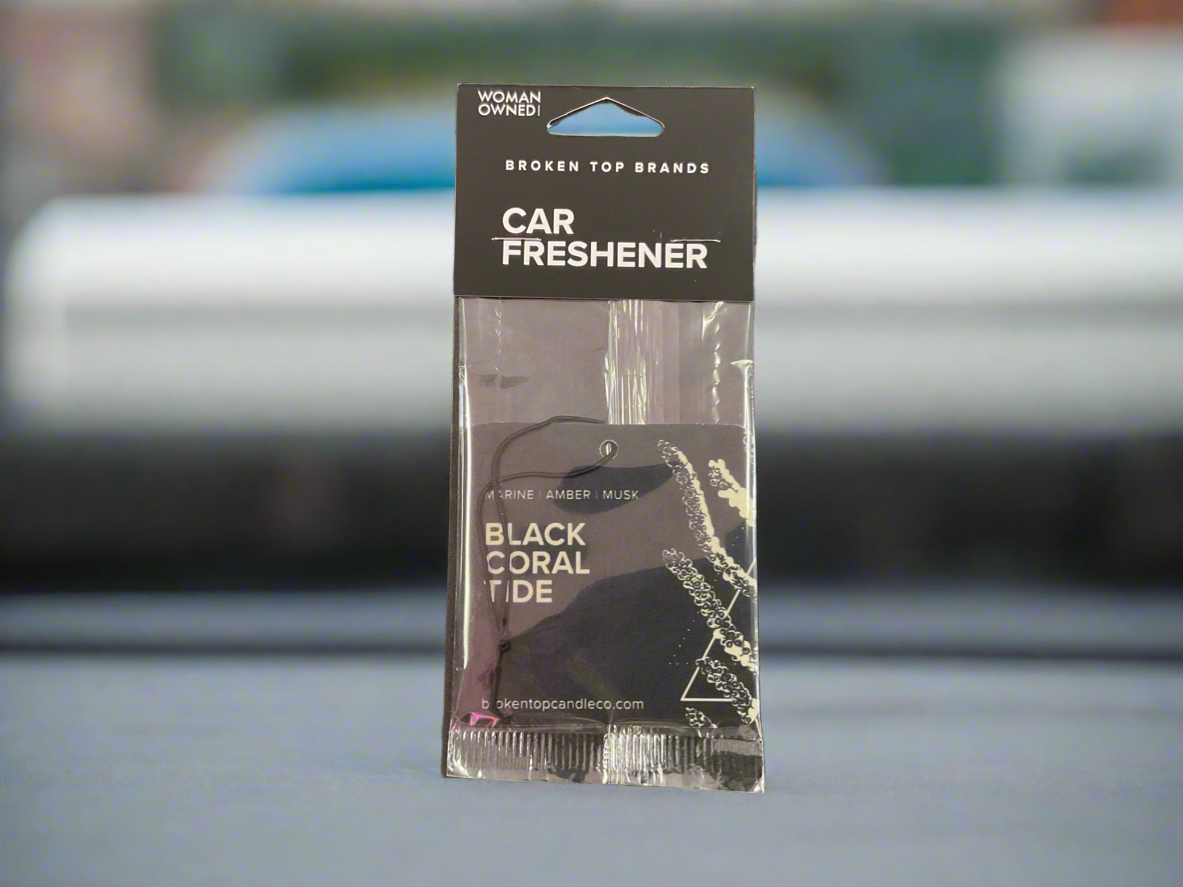 WOMAN
OWNED
BROKEN TOP BRANDS
CAR
FRESHENER
MARINE | AMBER | MUSK
BLACK
CORAL
TIDE
brokentopcandleco.com